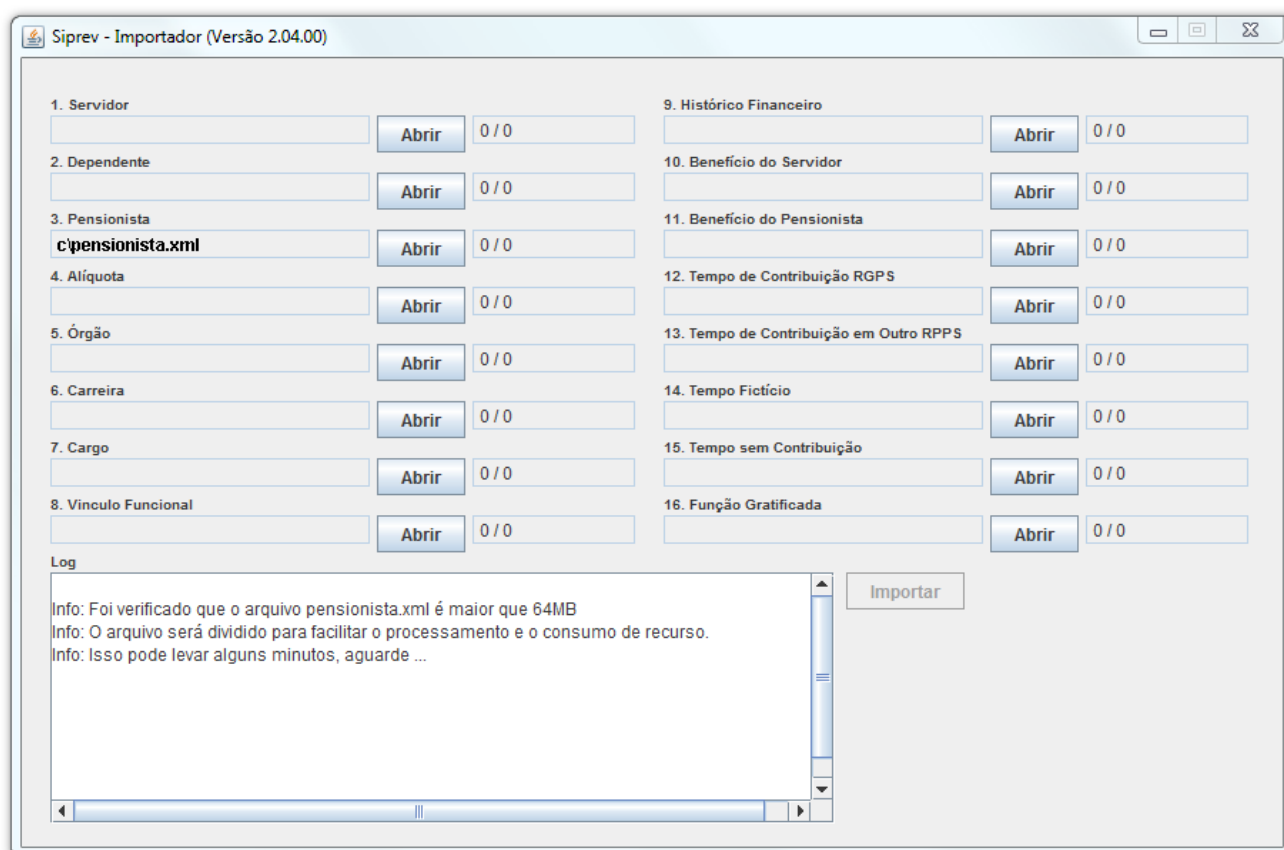 Siprev - Importador (Versão 2.04.00)
1. Servidor
Abrir
0 / 0
2. Dependente
Abrir
0 / 0
3. Pensionista
c\pensionista.xml
Abrir
0 / 0
4. Alíquota
Abrir
0 / 0
5. Órgão
Abrir
0 / 0
6. Carreira
Abrir
0 / 0
7. Cargo
Abrir
0 / 0
8. Vinculo Funcional
Abrir
0 / 0
9. Histórico Financeiro
Abrir
0 / 0
10. Benefício do Servidor
Abrir
0 / 0
11. Benefício do Pensionista
Abrir
0 / 0
12. Tempo de Contribuição RGPS
Abrir
0 / 0
13. Tempo de Contribuição em Outro RPPS
Abrir
0 / 0
14. Tempo Fictício
Abrir
0 / 0
15. Tempo sem Contribuição
Abrir
0 / 0
16. Função Gratificada
Abrir
0 / 0
Log
Info: Foi verificado que o arquivo pensionista.xml é maior que 64MB
Info: O arquivo será dividido para facilitar o processamento e o consumo de recurso.
Info: Isso pode levar alguns minutos, aguarde ...
Importar